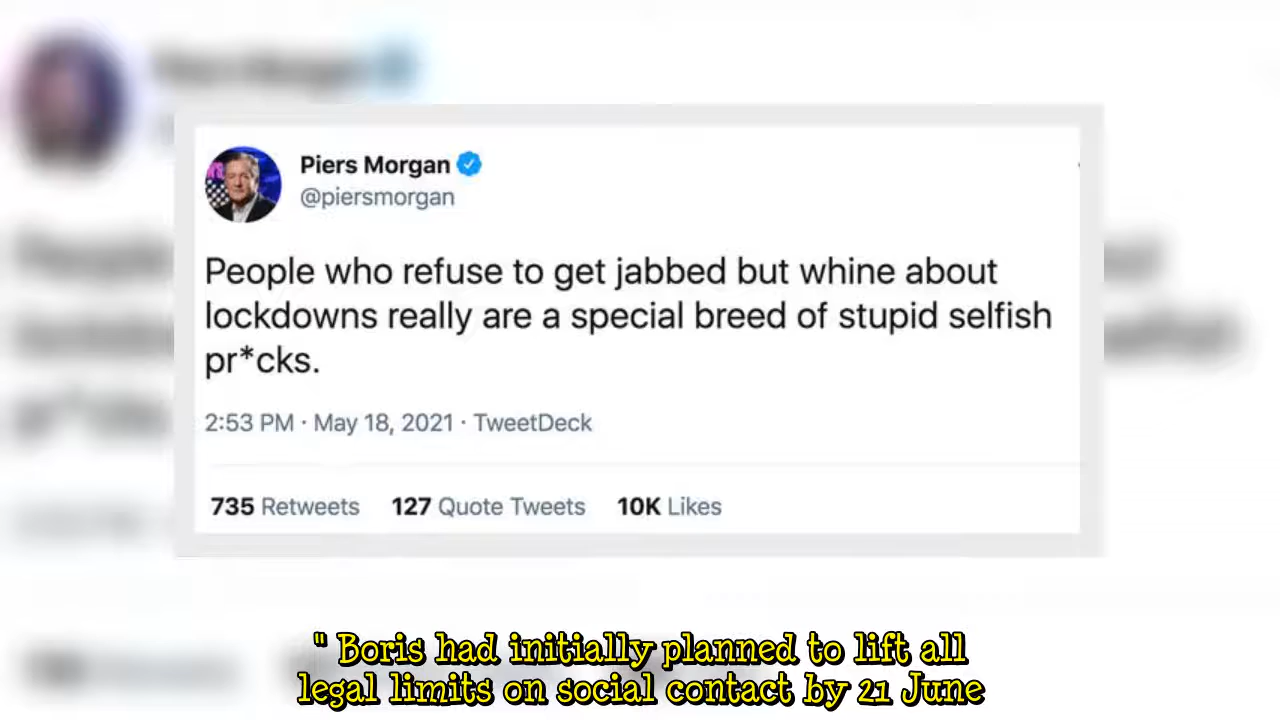 Piers Morgan
@piersmorgan
People who refuse to get jabbed but whine about
lockdowns really are a special breed of stupid selfish
pr*cks.
2:53 PM · May 18, 2021 · TweetDeck
735 Retweets 127 Quote Tweets 10K Likes
" Boris had initially planned to lift all
legal limits on social contact by 21 June